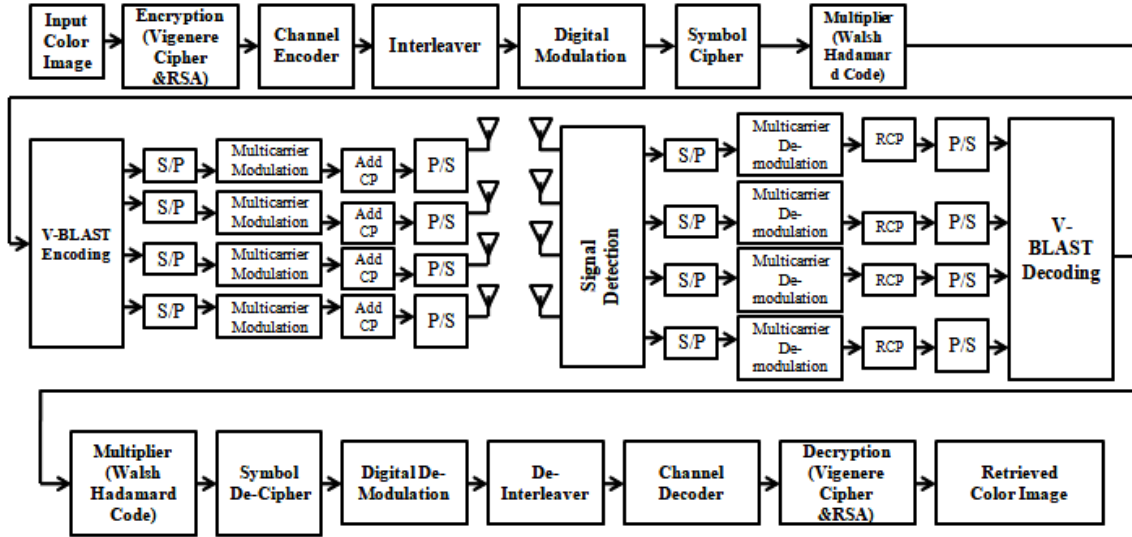 Input
Color
Image
Encryption
(Vigenere
Cipher
&RSA)
Channel
Encoder
Interleaver
Digital
Modulation
Symbol
Cipher
Multiplier
(Walsh
Hadamar
d Code)
V-BLAST
Encoding
S/P
Multicarrier
Modulation
Add
CP
P/S
S/P
Multicarrier
Modulation
Add
CP
P/S
S/P
Multicarrier
Modulation
Add
CP
P/S
S/P
Multicarrier
Modulation
Add
CP
P/S
Signal
Detection
S/P
Multicarrier
De-
modulation
RCP
P/S
S/P
Multicarrier
De-
modulation
RCP
P/S
S/P
Multicarrier
De-
modulation
RCP
P/S
S/P
Multicarrier
De-
modulation
RCP
P/S
V-
BLAST
Decoding
Multiplier
(Walsh
Hadamard
Code)
Symbol
De-Cipher
Digital De-
Modulation
De-
Interleaver
Channel
Decoder
Decryption
(Vigenere
Cipher
&RSA)
Retrieved
Color Image